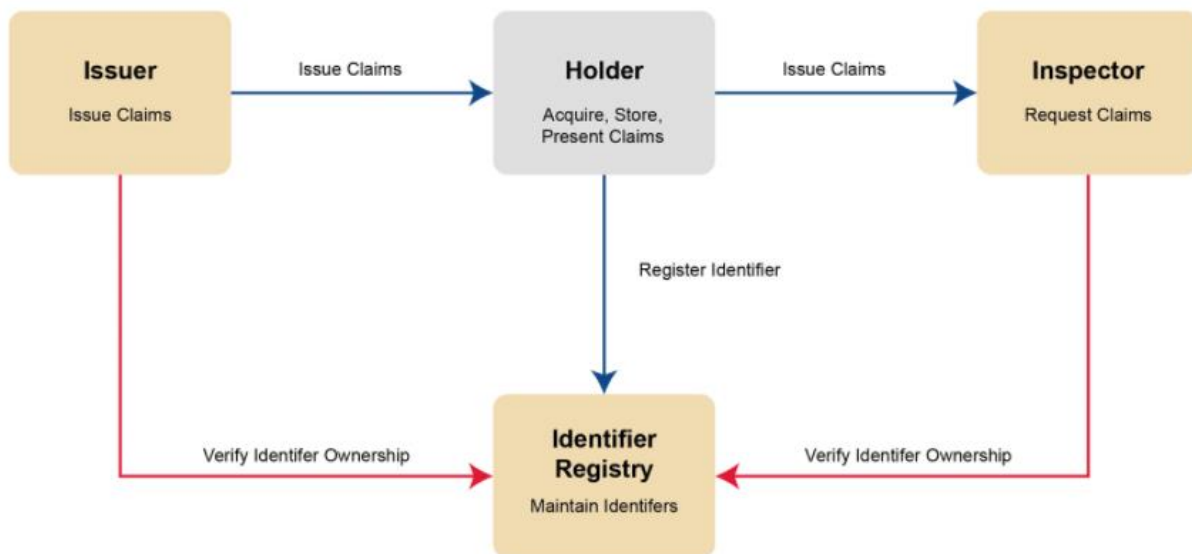 Issuer
Issue Claims
Issue Claims
Holder
Acquire, Store,
Present Claims
Issue Claims
Inspector
Request Claims
Register Identifier
Verify Identifer Ownership
Identifier
Registry
Maintain Identifers
Verify Identifer Ownership